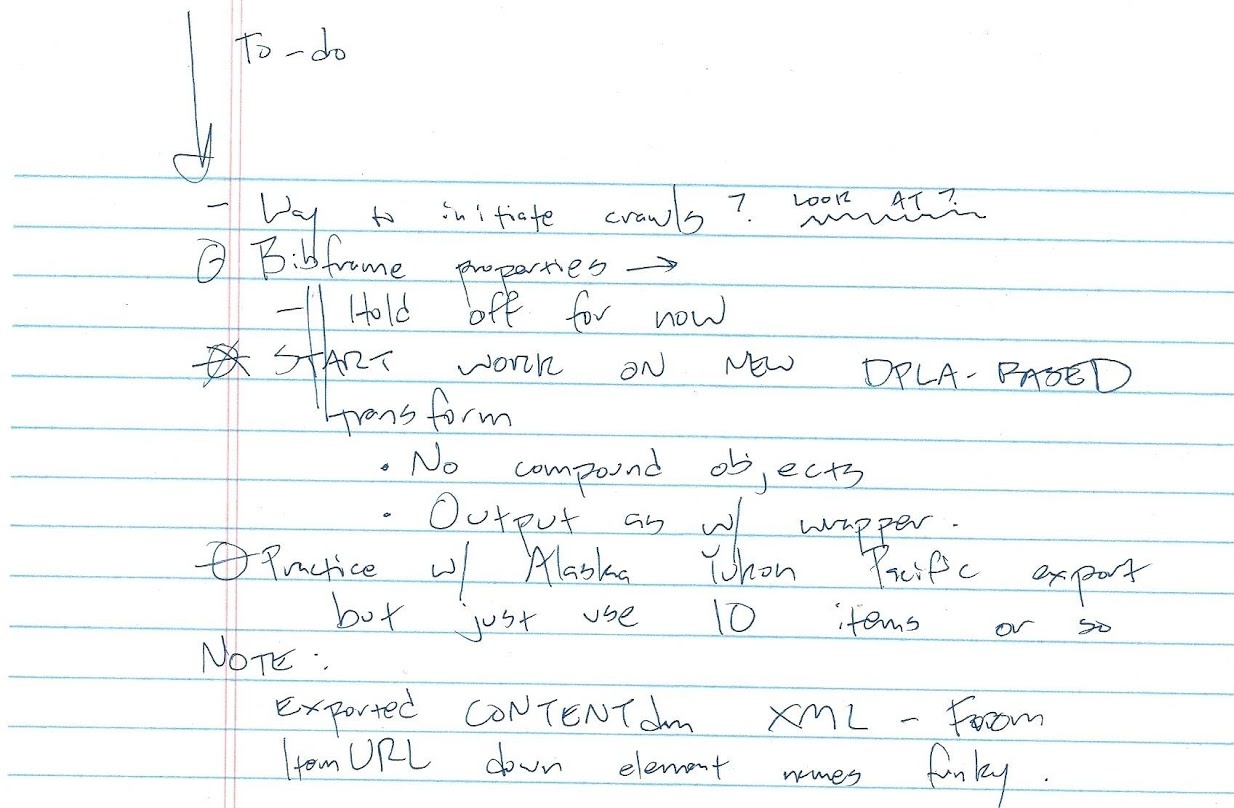 To-do
- Way to initiate crawls? LOOK AT?
Bibframe properties →
- Hold off for now
START WORK ON NEW DPLA-BASED
transform
• No compound objects
• Output as w/ wrapper.
Practice w/ Alaska Yukon Pacific export
but just use 10 items or so
NOTE:
Exported CONTENTdm XML - From
ItemURL down element names funky.